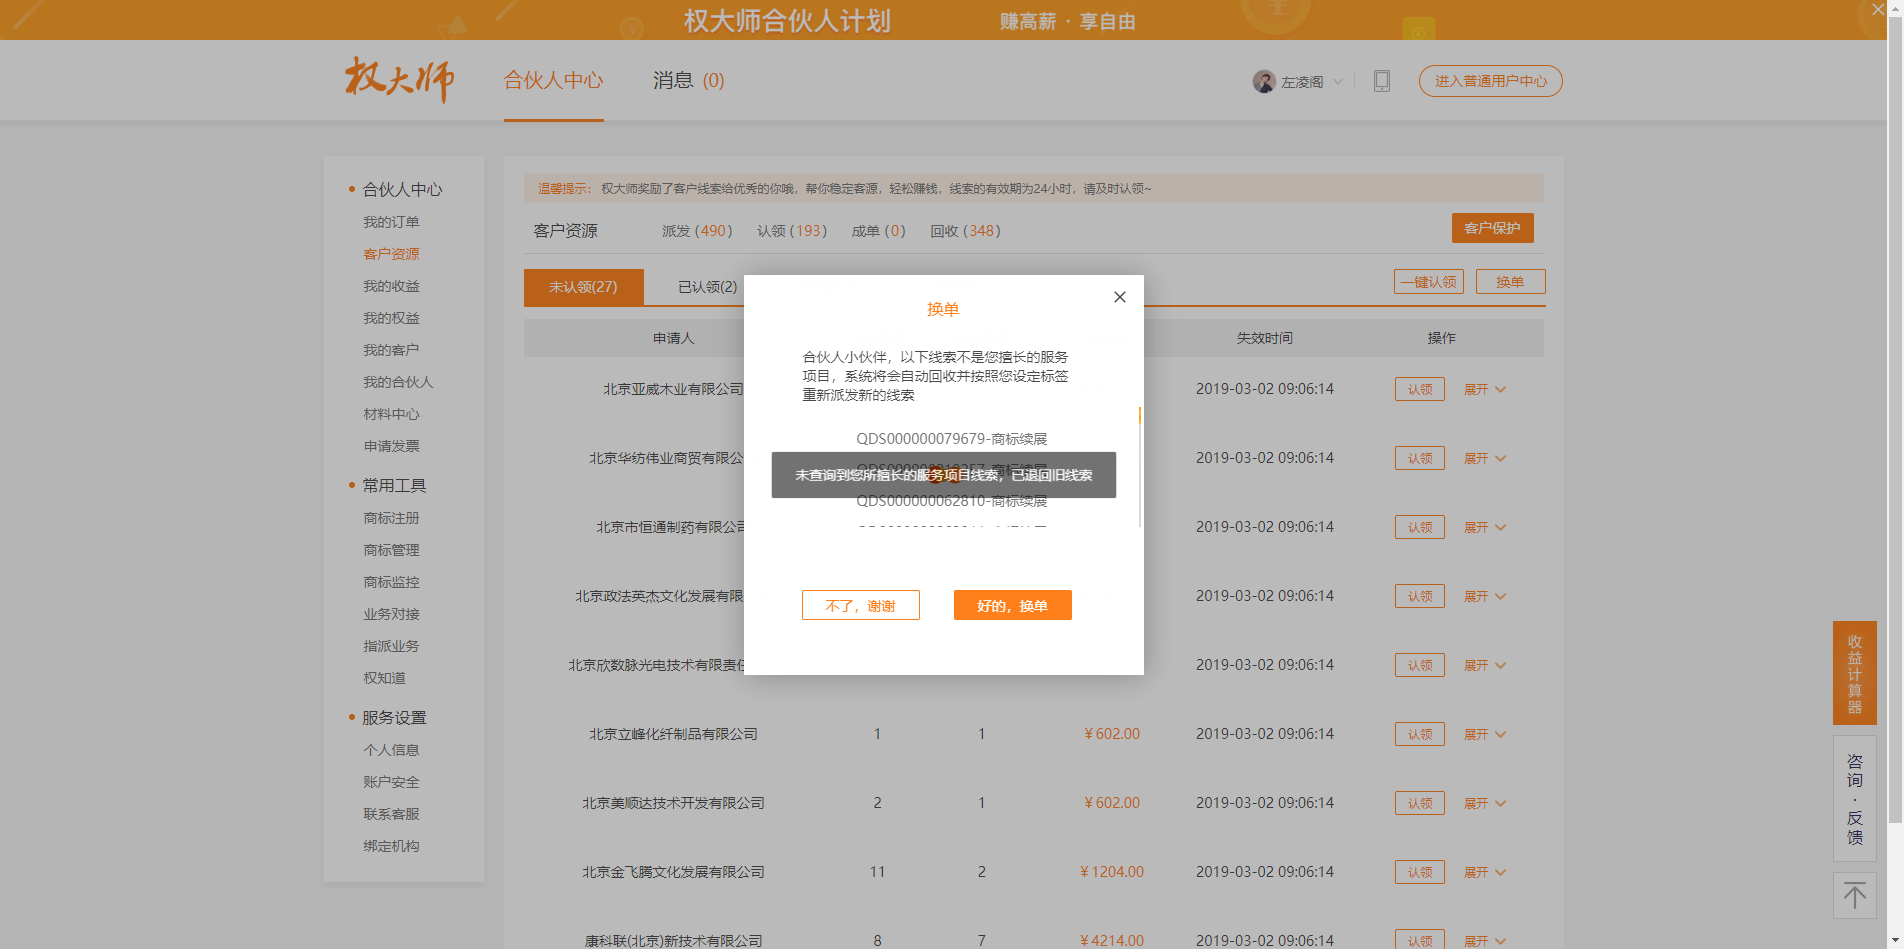 权大师合伙人计划 赚高薪 · 享自由
权大师 合伙人中心 消息 (0) 左凌阁 进入普通用户中心
合伙人中心
我的订单
客户资源
我的收益
我的权益
我的客户
我的合伙人
材料中心
申请发票
常用工具
商标注册
商标管理
商标监控
业务对接
指派业务
权知道
服务设置
个人信息
账户安全
联系客服
绑定机构
温馨提示: 权大师奖励了客户线索给优秀的你哦,帮你稳定客源,轻松赚钱,线索的有效期为24小时,请及时认领~
客户资源 派发 (490) 认领 (193) 成单 (0) 回收 (348) 客户保护
未认领(27) 已认领(2) 一键认领 换单
申请人 失效时间 操作
北京亚威木业有限公司 2019-03-02 09:06:14 认领 展开
北京华纺伟业商贸有限公 2019-03-02 09:06:14 认领 展开
北京市恒通制药有限公司 2019-03-02 09:06:14 认领 展开
北京政法英杰文化发展有限 2019-03-02 09:06:14 认领 展开
北京欣数脉光电技术有限责任 2019-03-02 09:06:14 认领 展开
北京立峰化纤制品有限公司 1 1 ¥602.00 2019-03-02 09:06:14 认领 展开
北京美顺达技术开发有限公司 2 1 ¥602.00 2019-03-02 09:06:14 认领 展开
北京金飞腾文化发展有限公司 11 2 ¥1204.00 2019-03-02 09:06:14 认领 展开
康科联(北京)新技术有限公司 8 7 ¥4214.00 2019-03-02 09:06:14 认领 展开
换单
合伙人小伙伴,以下线索不是您擅长的服务
项目,系统将会自动回收并按照您设定标签
重新派发新的线索
QDS000000079679-商标续展
未查询到您所擅长的服务项目线索,已退回旧线索
QDS000000062810-商标续展
不了,谢谢 好的,换单
收益计算器
咨询·反馈